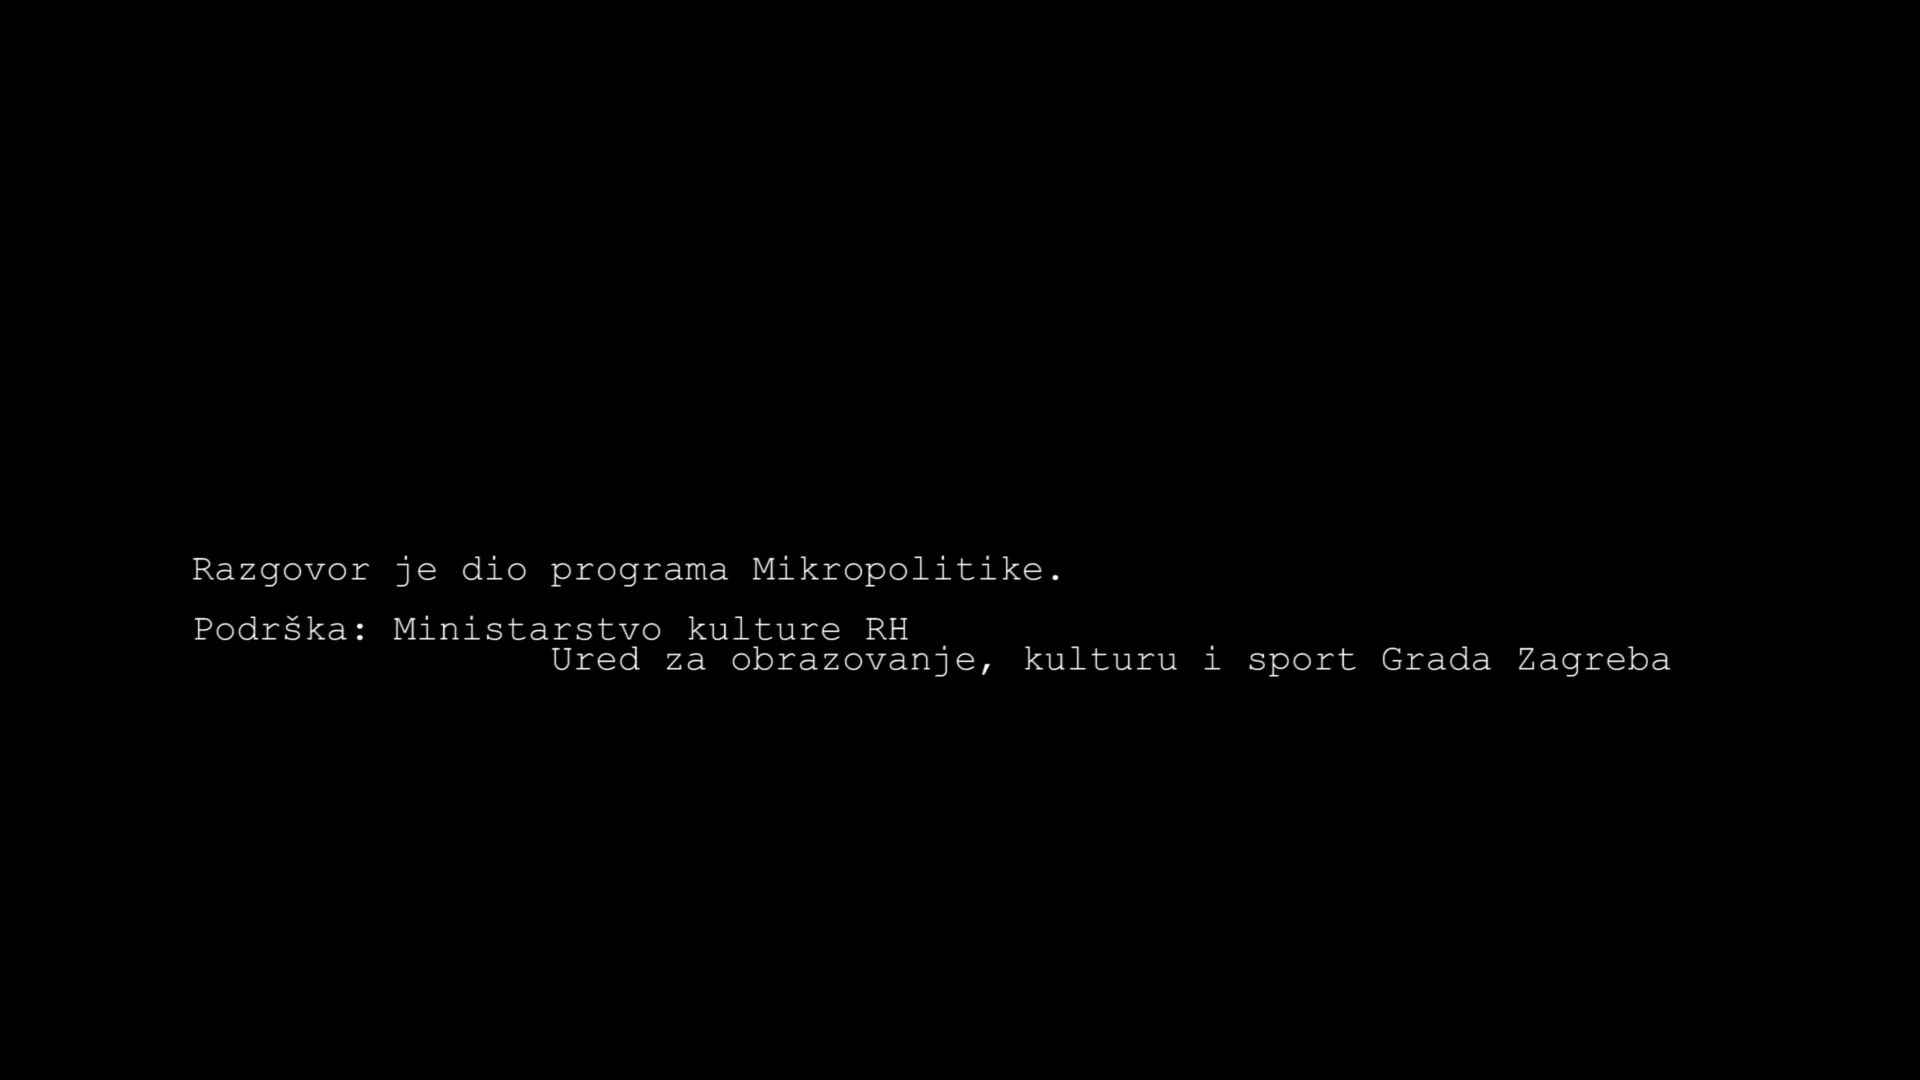 Razgovor je dio programa Mikropolitike.
Podrška: Ministarstvo kulture RH
Ured za obrazovanje, kulturu i sport Grada Zagreba